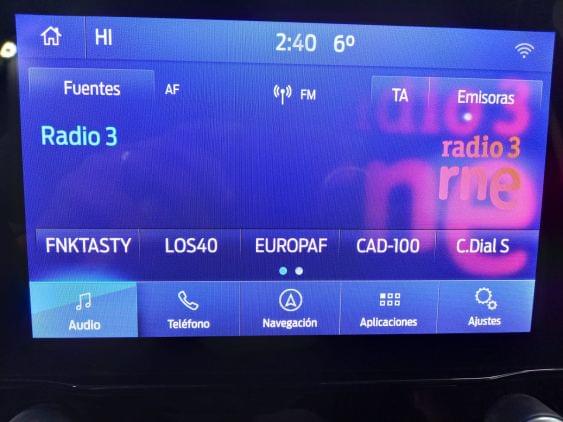 HI 2:40 6º
Fuentes AF FM TA Emisoras
Radio 3
radio 3
rne
FNKTASTY LOS40 EUROPAF CAD-100 C.Dial S
Audio Teléfono Navegación Aplicaciones Ajustes